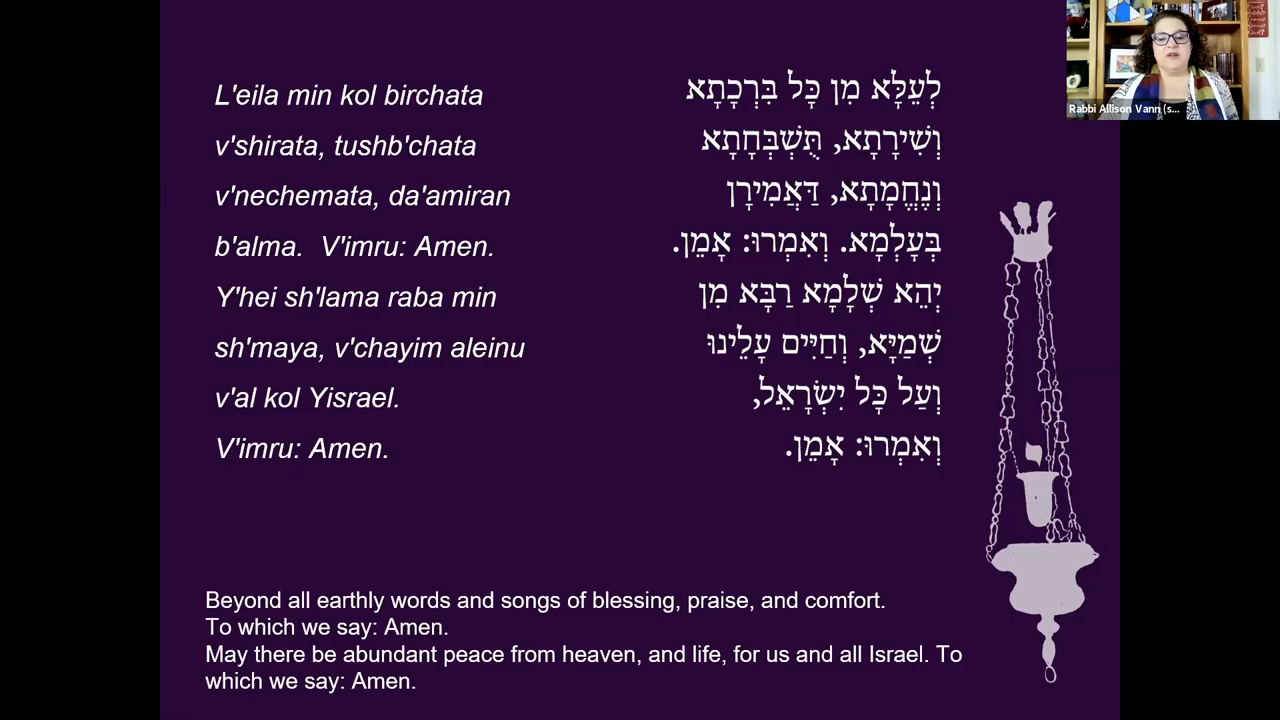 L'eila min kol birchata
v'shirata, tushb'chata
v'nechemata, da'amiran
b'alma.  V'imru: Amen.
Y'hei sh'lama raba min
sh'maya, v'chayim aleinu
v'al kol Yisrael.
V'imru: Amen.
לְעֵלָּא מִן כָּל בִּרְכָתָא
וְשִׁירָתָא, תֻּשְׁבְּחָתָא
וְנֶחֱמָתָא, דַּאֲמִירָן
בְּעָלְמָא. וְאִמְרוּ: אָמֵן.
יְהֵא שְׁלָמָא רַבָּא מִן
שְׁמַיָּא, וְחַיִּים עָלֵינוּ
וְעַל כָּל יִשְׂרָאֵל,
וְאִמְרוּ: אָמֵן.
Beyond all earthly words and songs of blessing, praise, and comfort.
To which we say: Amen.
May there be abundant peace from heaven, and life, for us and all Israel. To
which we say: Amen.
Rabbi Allison Vann (s...